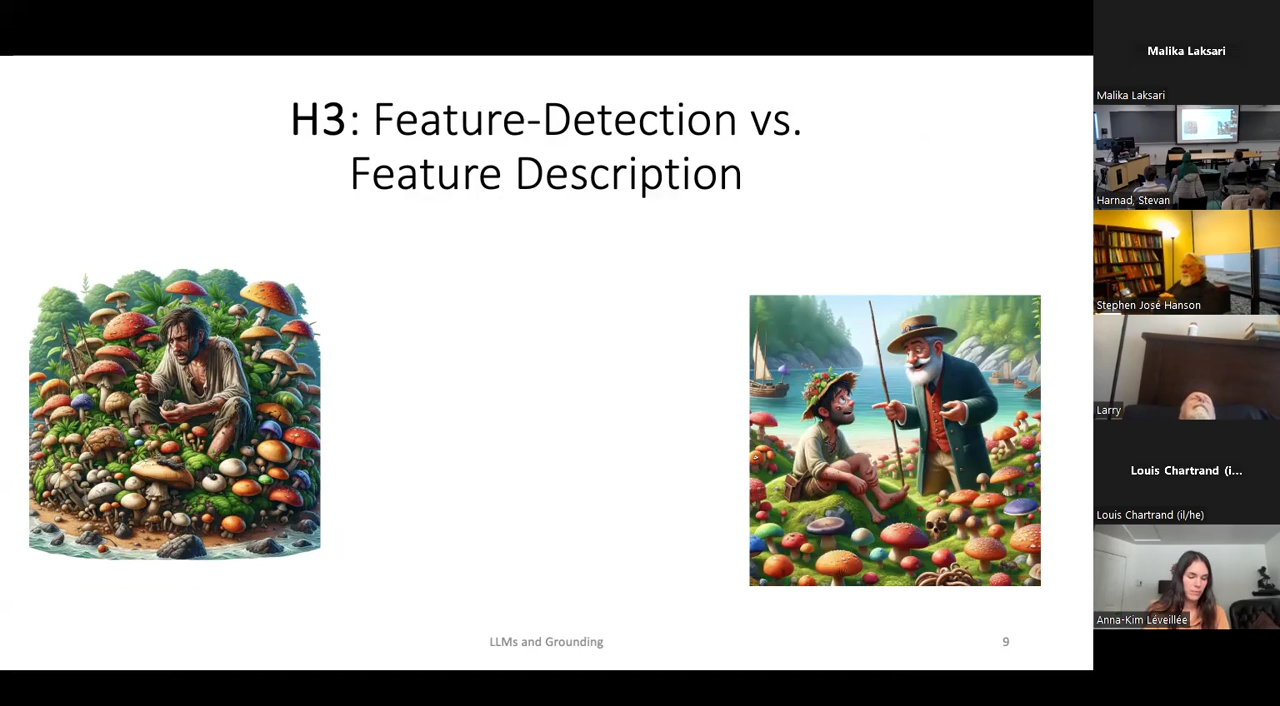 H3: Feature-Detection vs.
Feature Description
LLMs and Grounding
9
Malika Laksari
Malika Laksari
Harnad, Stevan
Stephen José Hanson
Larry
Louis Chartrand (i...
Louis Chartrand (il/he)
Anna-Kim Léveillée